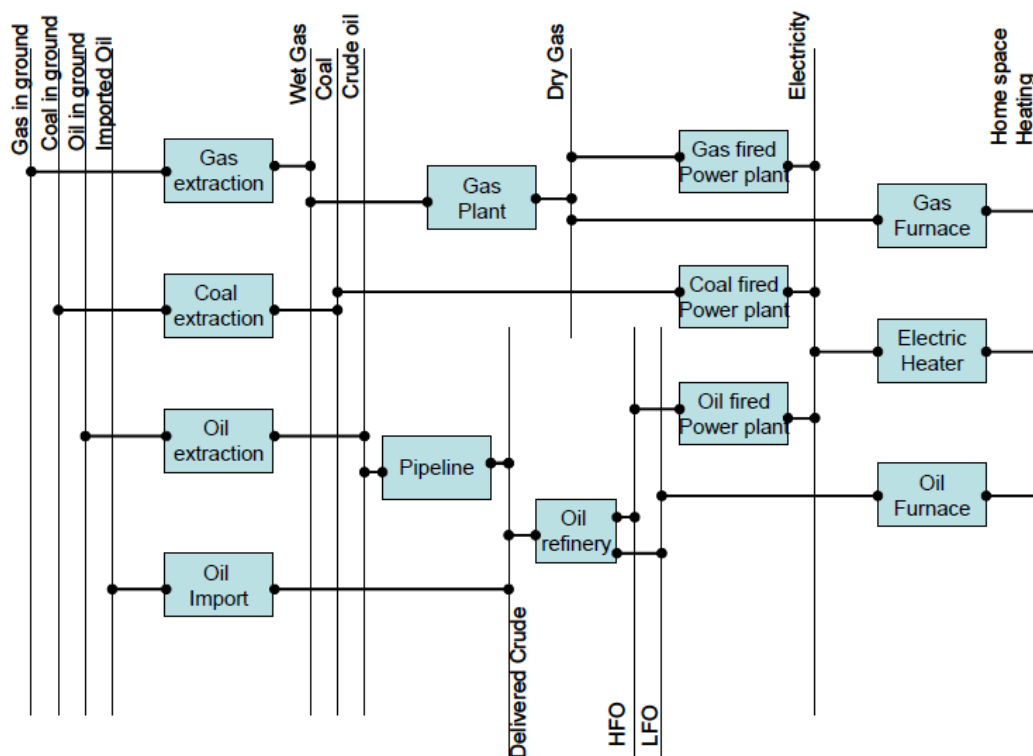 Gas in ground
Coal in ground
Oil in ground
Imported Oil
Wet Gas
Coal
Crude oil
Dry Gas
Electricity
Home space
Heating
Gas
extraction
Gas
Plant
Gas fired
Power plant
Gas
Furnace
Coal
extraction
Coal fired
Power plant
Electric
Heater
Oil
extraction
Pipeline
Oil fired
Power plant
Oil
refinery
Oil
Furnace
Oil
Import
Delivered Crude
HFO
LFO